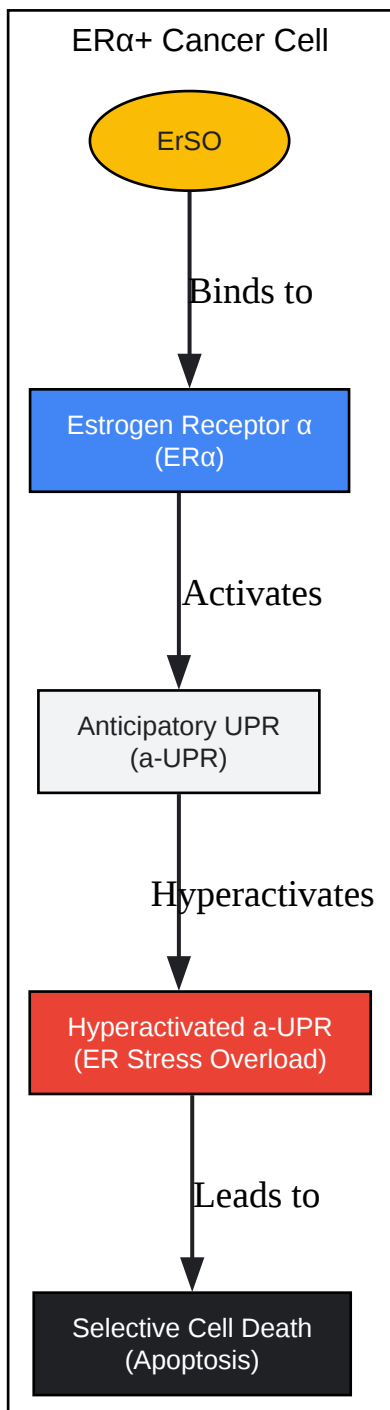 ERα+ Cancer Cell
ErSO
Binds to
Estrogen Receptor α
(ERα)
Activates
Anticipatory UPR
(a-UPR)
Hyperactivates
Hyperactivated a-UPR
(ER Stress Overload)
Leads to
Selective Cell Death
(Apoptosis)